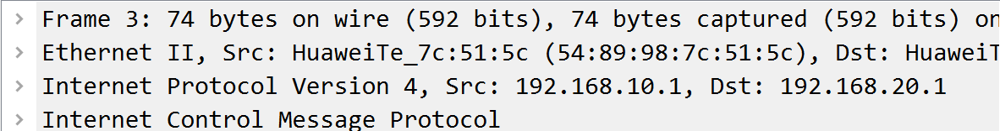 Frame 3: 74 bytes on wire (592 bits), 74 bytes captured (592 bits) on
Ethernet II, Src: HuaweiTe_7c:51:5c (54:89:98:7c:51:5c), Dst: HuaweiT
Internet Protocol Version 4, Src: 192.168.10.1, Dst: 192.168.20.1
Internet Control Message Protocol